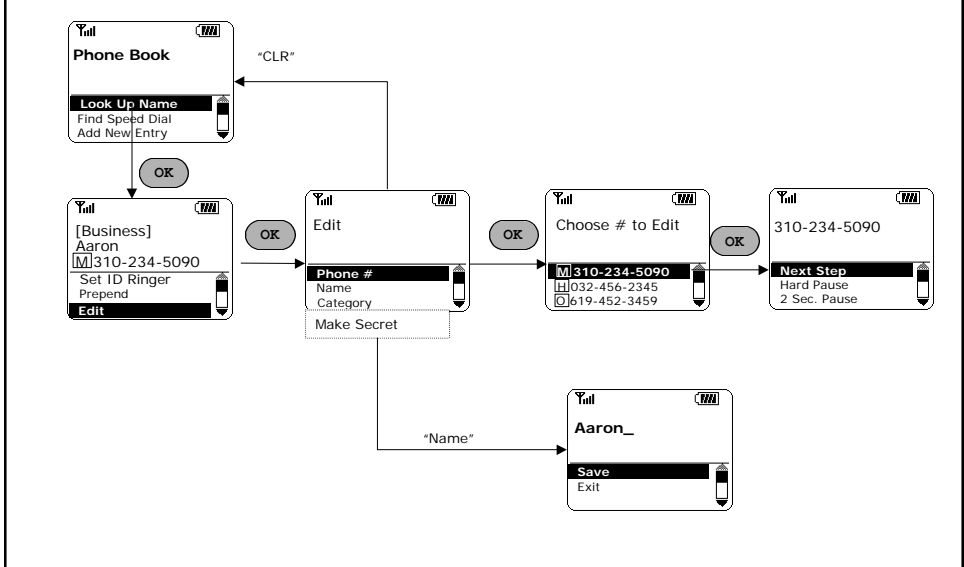 Phone Book
Look Up Name
Find Speed Dial
Add New Entry
"CLR"
OK
[Business]
Aaron
M 310-234-5090
Set ID Ringer
Prepend
Edit
OK
Edit
Phone #
Name
Category
Make Secret
OK
Choose # to Edit
M 310-234-5090
H 032-456-2345
O 619-452-3459
OK
310-234-5090
Next Step
Hard Pause
2 Sec. Pause
"Name"
Aaron_
Save
Exit